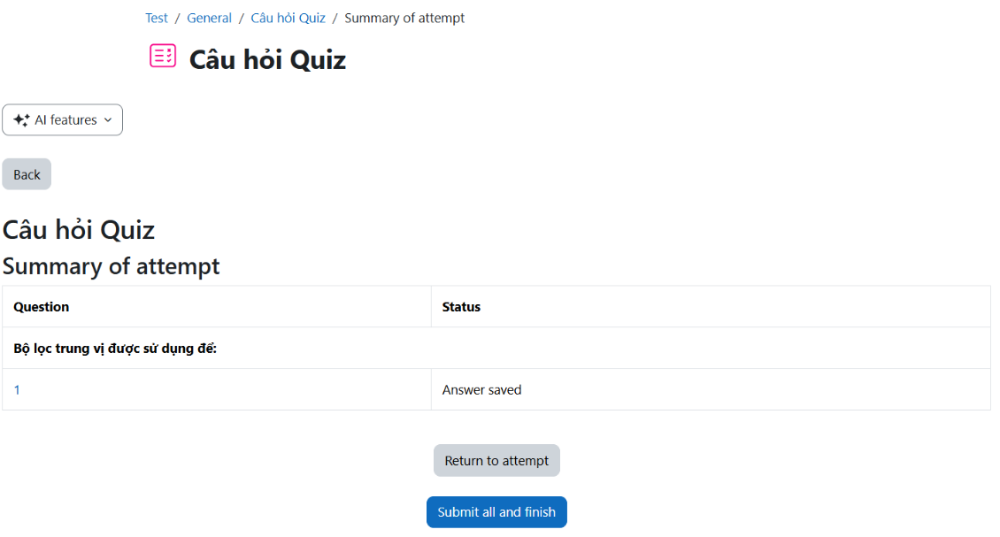 Test / General / Câu hỏi Quiz / Summary of attempt
Câu hỏi Quiz
AI features
Back
Câu hỏi Quiz
Summary of attempt
Question Status
Bộ lọc trung vị được sử dụng để:
1 Answer saved
Return to attempt
Submit all and finish